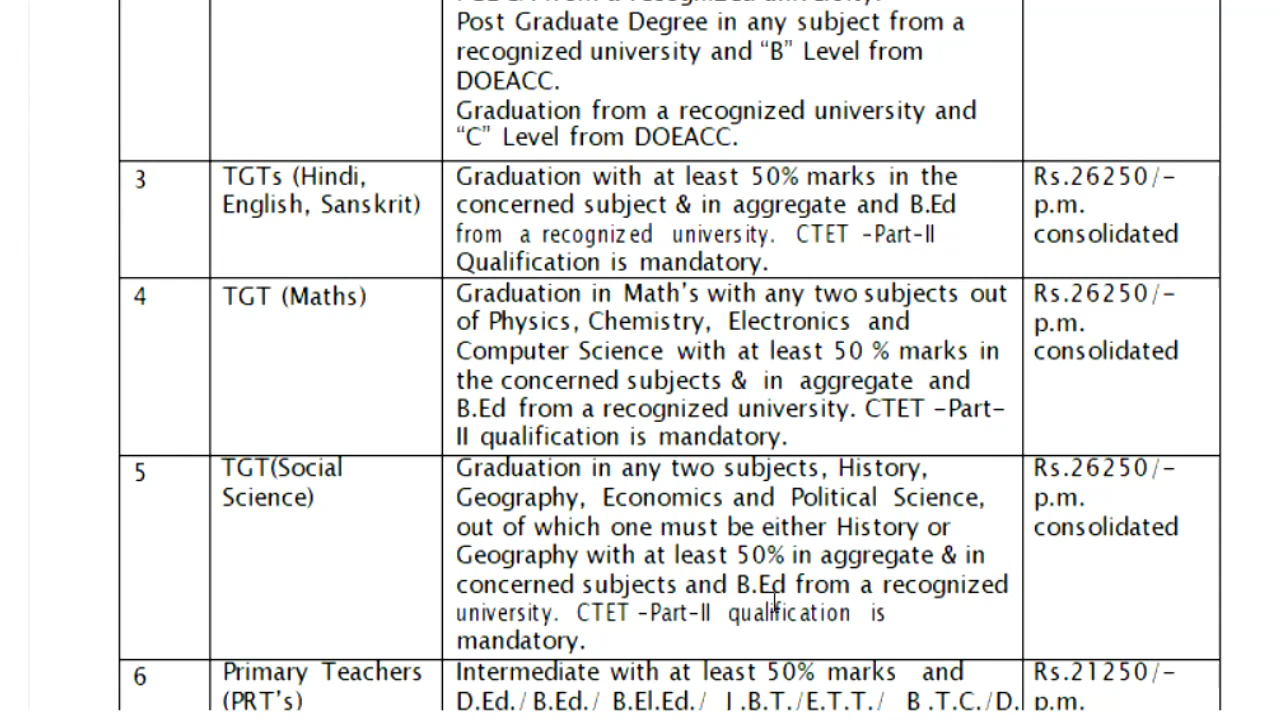 from a recognized university.
Post Graduate Degree in any subject from a
recognized university and “B” Level from
DOEACC.
Graduation from a recognized university and
“C” Level from DOEACC.
3
TGTs (Hindi,
English, Sanskrit)
Graduation with at least 50% marks in the
concerned subject & in aggregate and B.Ed
from a recognized university. CTET -Part-II
Qualification is mandatory.
Rs.26250/-
p.m.
consolidated
4
TGT (Maths)
Graduation in Math’s with any two subjects out
of Physics, Chemistry, Electronics and
Computer Science with at least 50 % marks in
the concerned subjects & in aggregate and
B.Ed from a recognized university. CTET -Part-
II qualification is mandatory.
Rs.26250/-
p.m.
consolidated
5
TGT(Social
Science)
Graduation in any two subjects, History,
Geography, Economics and Political Science,
out of which one must be either History or
Geography with at least 50% in aggregate & in
concerned subjects and B.Ed from a recognized
university. CTET -Part-II qualification is
mandatory.
Rs.26250/-
p.m.
consolidated
6
Primary Teachers
(PRT’s)
Intermediate with at least 50% marks and
D.Ed./ B.Ed./ B.El.Ed./ J.B.T./E.T.T./ B.T.C./D.
Rs.21250/-
p.m.